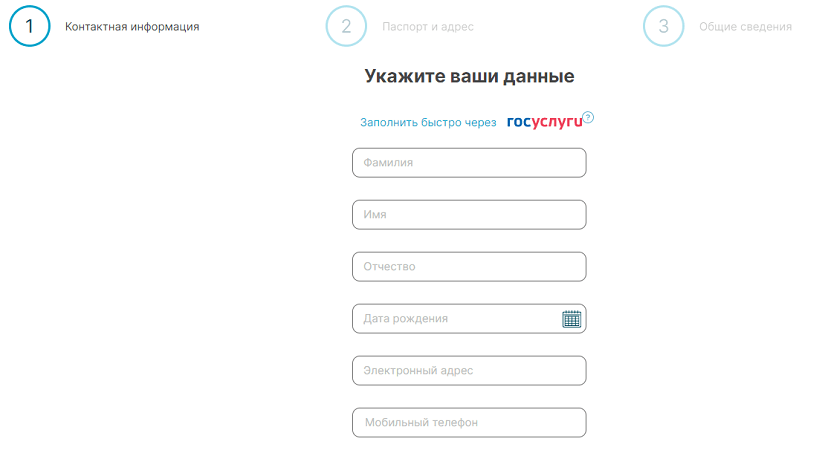 1 Контактная информация 2 Паспорт и адрес 3 Общие сведения
Укажите ваши данные
Заполнить быстро через госуслуги ?
Фамилия
Имя
Отчество
Дата рождения
Электронный адрес
Мобильный телефон